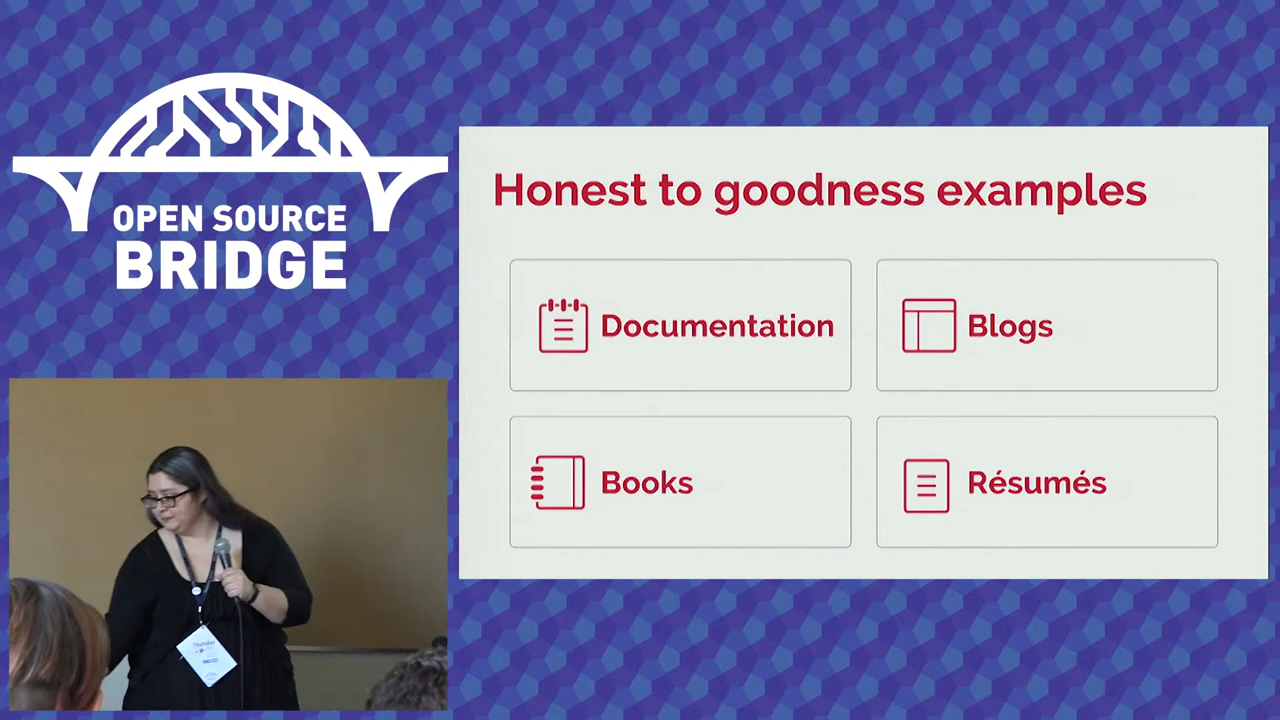 OPEN SOURCE
BRIDGE
Honest to goodness examples
Documentation
Blogs
Books
Résumés